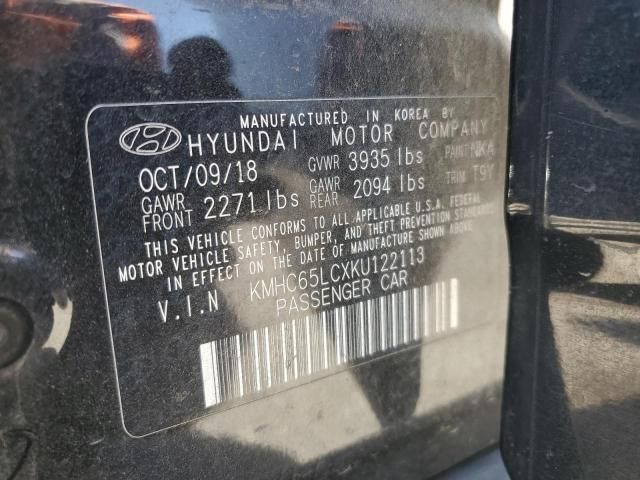 MANUFACTURED IN KOREA BY
HYUNDAI MOTOR COMPANY
OCT/09/18 GVWR 3935 lbs PAINT NKA
GAWR FRONT 2271 lbs GAWR REAR 2094 lbs TRIM T9Y
THIS VEHICLE CONFORMS TO ALL APPLICABLE U.S.A. FEDERAL
MOTOR VEHICLE SAFETY, BUMPER, AND THEFT PREVENTION STANDARDS
IN EFFECT ON THE DATE OF MANUFACTURE SHOWN ABOVE.
V.I.N KMHC65LCXKU122113
PASSENGER CAR